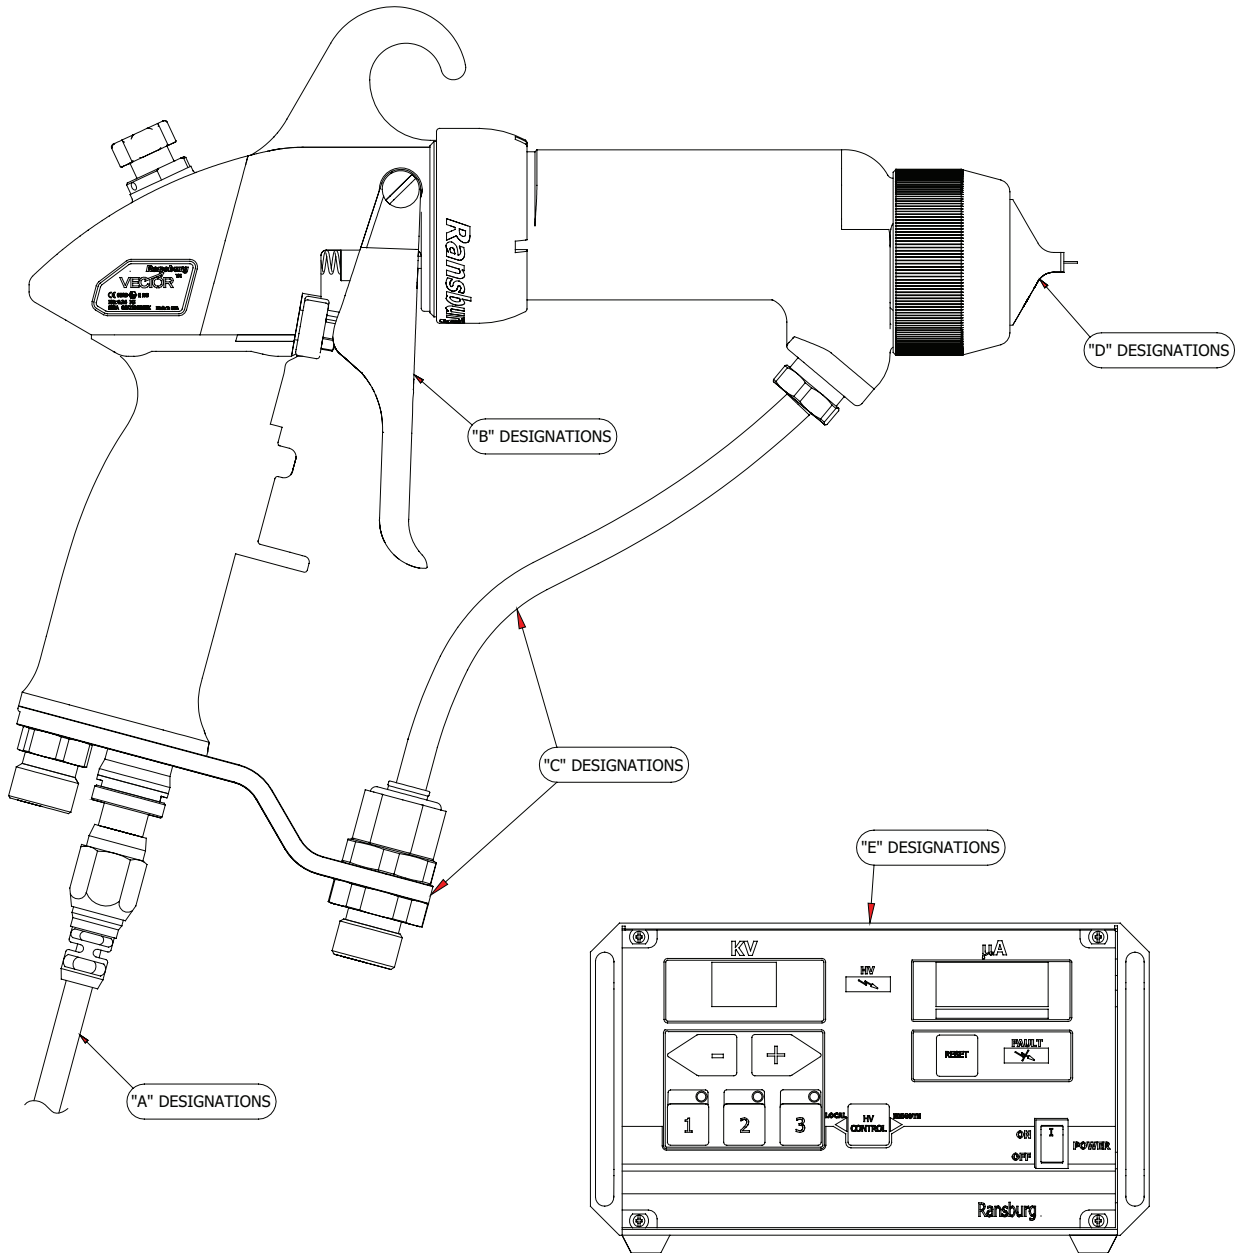 Ransburg
VECTOR
TM
"D" DESIGNATIONS
"B" DESIGNATIONS
"C" DESIGNATIONS
"A" DESIGNATIONS
"E" DESIGNATIONS
KV
HV
µA
- +
RESET
FAULT
1 2 3
LOCAL
HV
CONTROL
REMOTE
ON
I
POWER
OFF
Ransburg